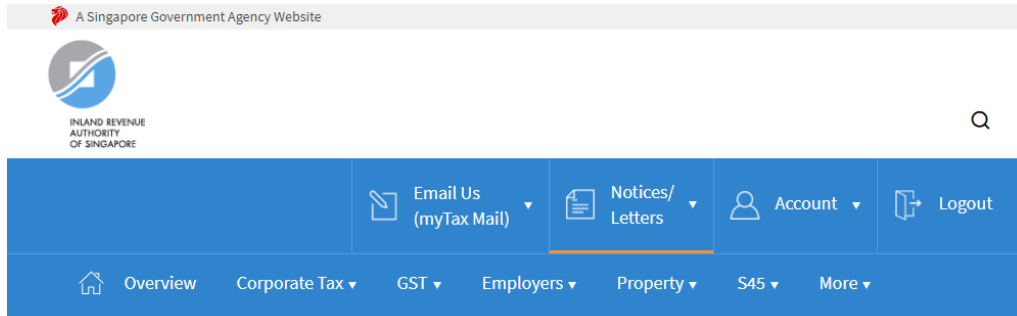 A Singapore Government Agency Website
INLAND REVENUE
AUTHORITY
OF SINGAPORE
Email Us
(myTax Mail)
Notices/
Letters
Account
Logout
Overview Corporate Tax GST Employers Property S45 More